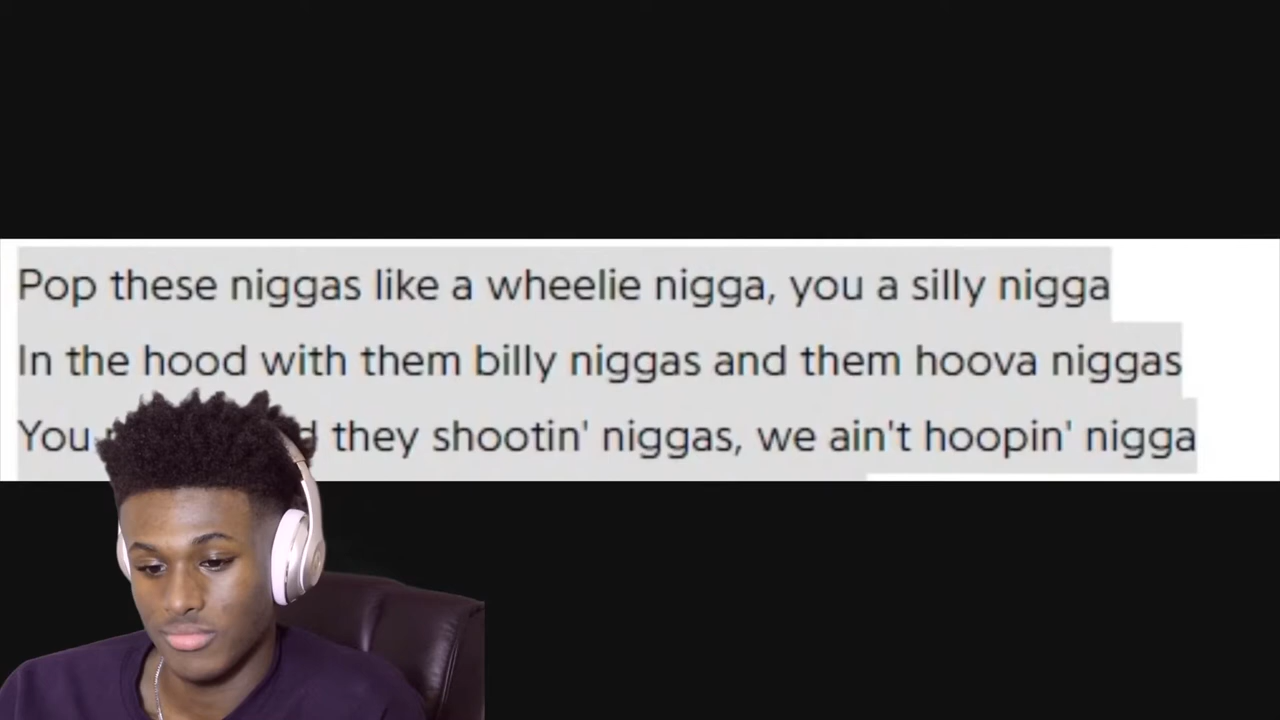 Pop these niggas like a wheelie nigga, you a silly nigga
In the hood with them billy niggas and them hoova niggas
You they shootin' niggas, we ain't hoopin' nigga